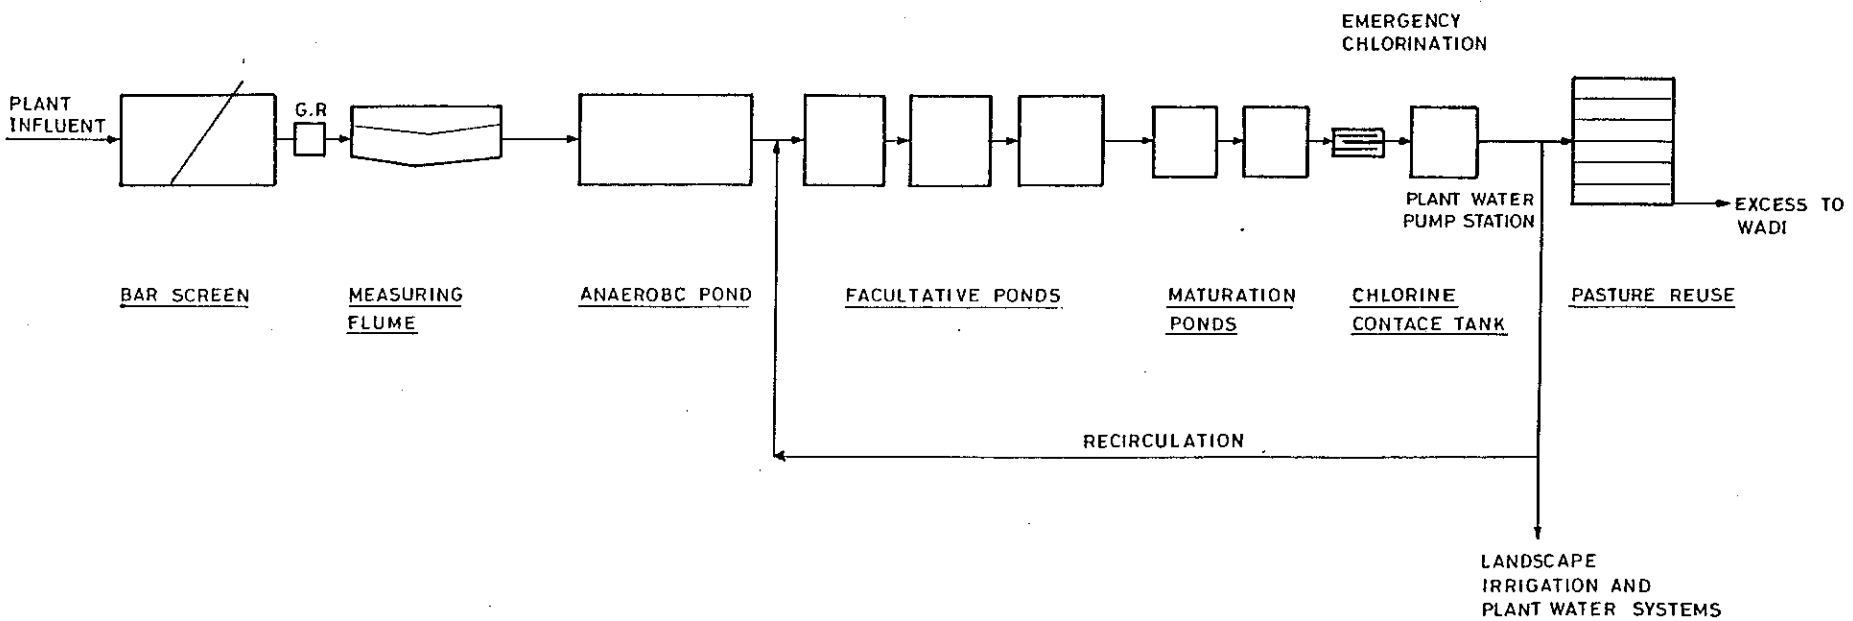 EMERGENCY
CHLORINATION
PLANT
INFLUENT
G.R
PLANT WATER
PUMP STATION
EXCESS TO
WADI
BAR SCREEN
MEASURING
FLUME
ANAEROBC POND
FACULTATIVE PONDS
MATURATION
PONDS
CHLORINE
CONTACE TANK
PASTURE REUSE
RECIRCULATION
LANDSCAPE
IRRIGATION AND
PLANT WATER SYSTEMS